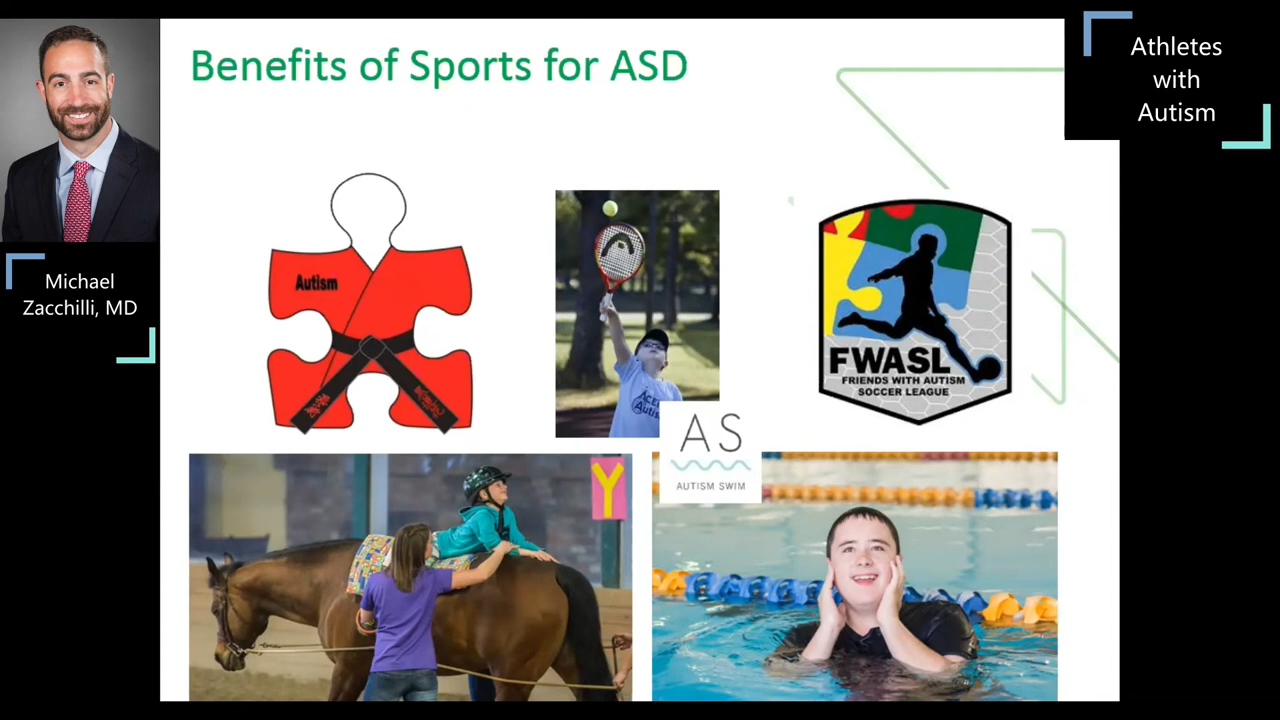 Benefits of Sports for ASD
Athletes
with
Autism
Michael
Zacchilli, MD
Autism
FWASL
FRIENDS WITH AUTISM
SOCCER LEAGUE
AS
AUTISM SWIM
Y